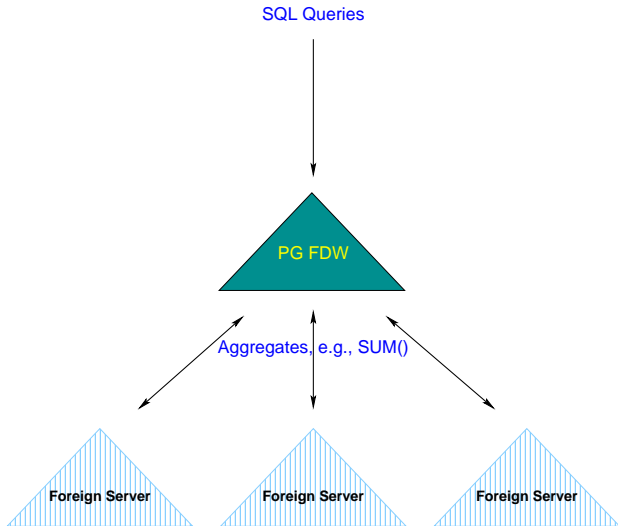 SQL Queries
PG FDW
Aggregates, e.g., SUM()
Foreign Server
Foreign Server
Foreign Server